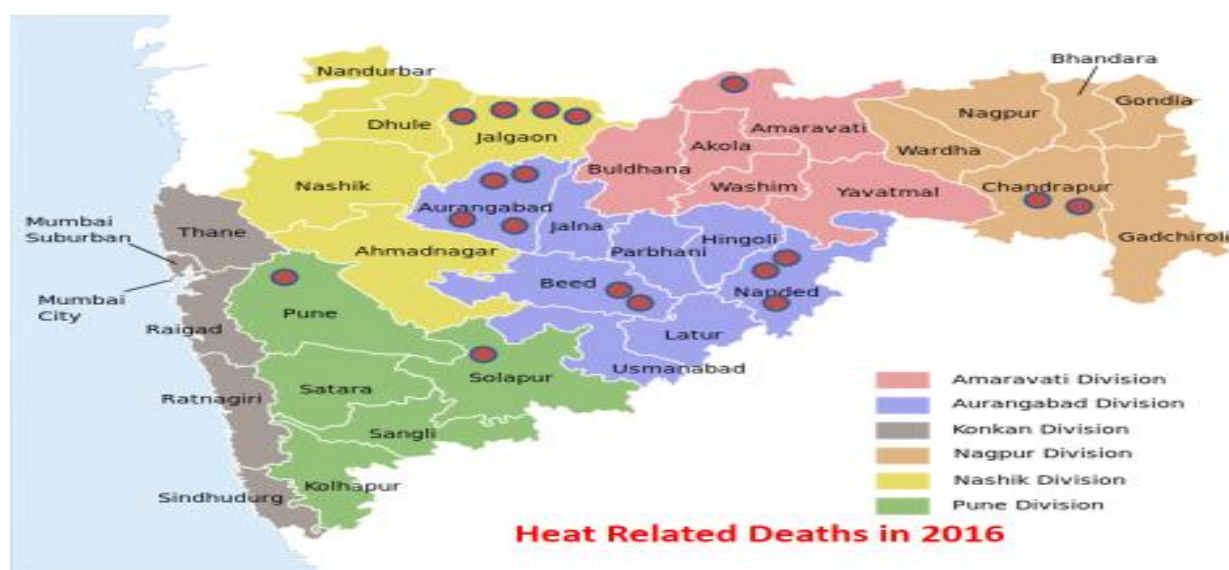 Nandurbar
Bhandara
Dhule
Jalgaon
Nagpur
Gondia
Amaravati
Akola
Wardha
Buldhana
Nashik
Washim
Yavatmal
Chandrapur
Aurangabad
Jalna
Mumbai
Suburban
Thane
Ahmadnagar
Parbhani
Hingoli
Gadchiroli
Mumbai
City
Beed
Nanded
Pune
Raigad
Latur
Usmanabad
Solapur
Satara
Ratnagiri
Sangli
Kolhapur
Sindhudurg
Amaravati Division
Aurangabad Division
Konkan Division
Nagpur Division
Nashik Division
Pune Division
Heat Related Deaths in 2016